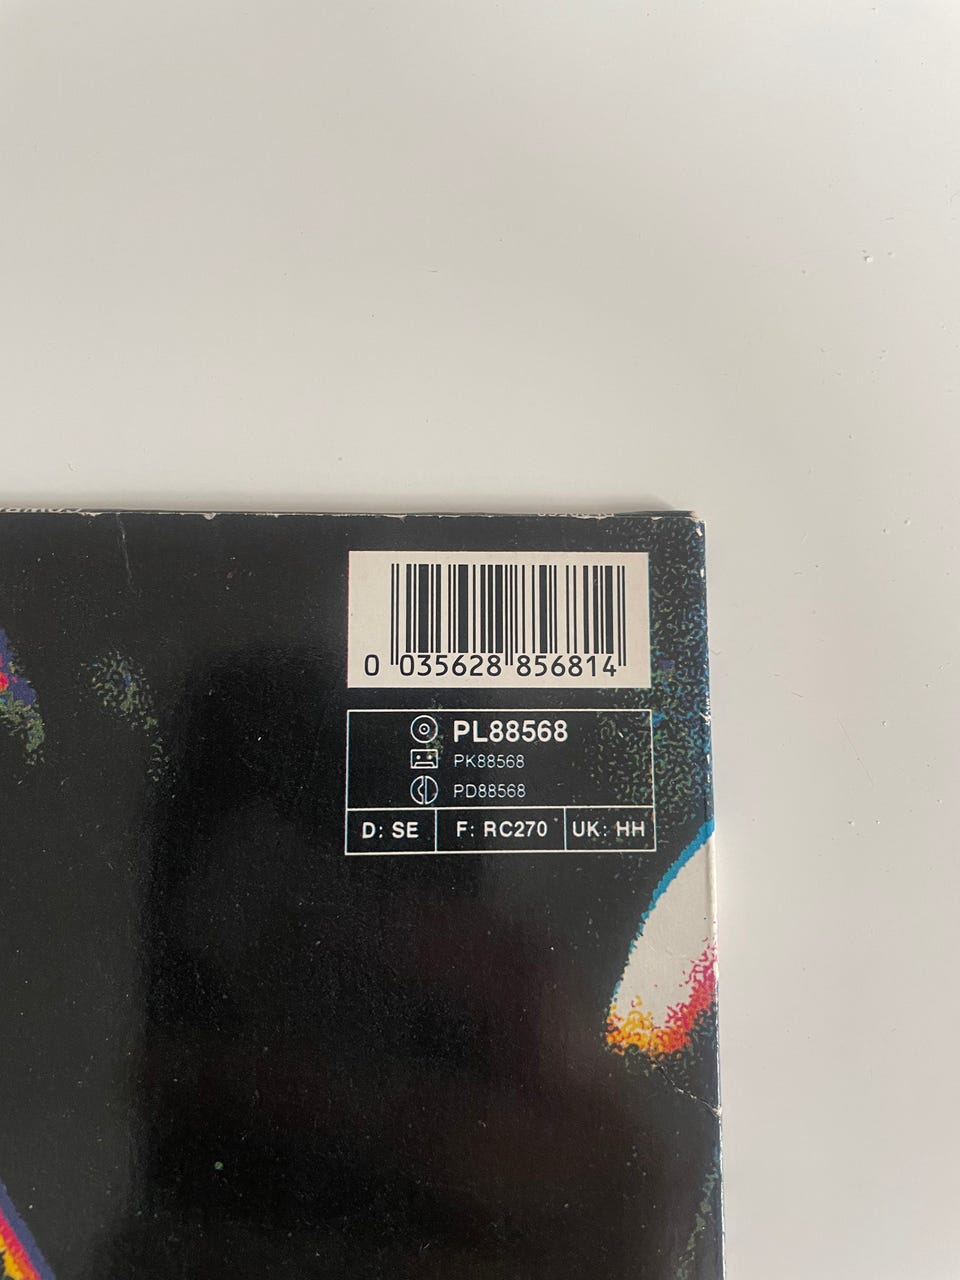 0 035628 856814
PL88568
PK88568
PD88568
D: SE F: RC270 UK: HH